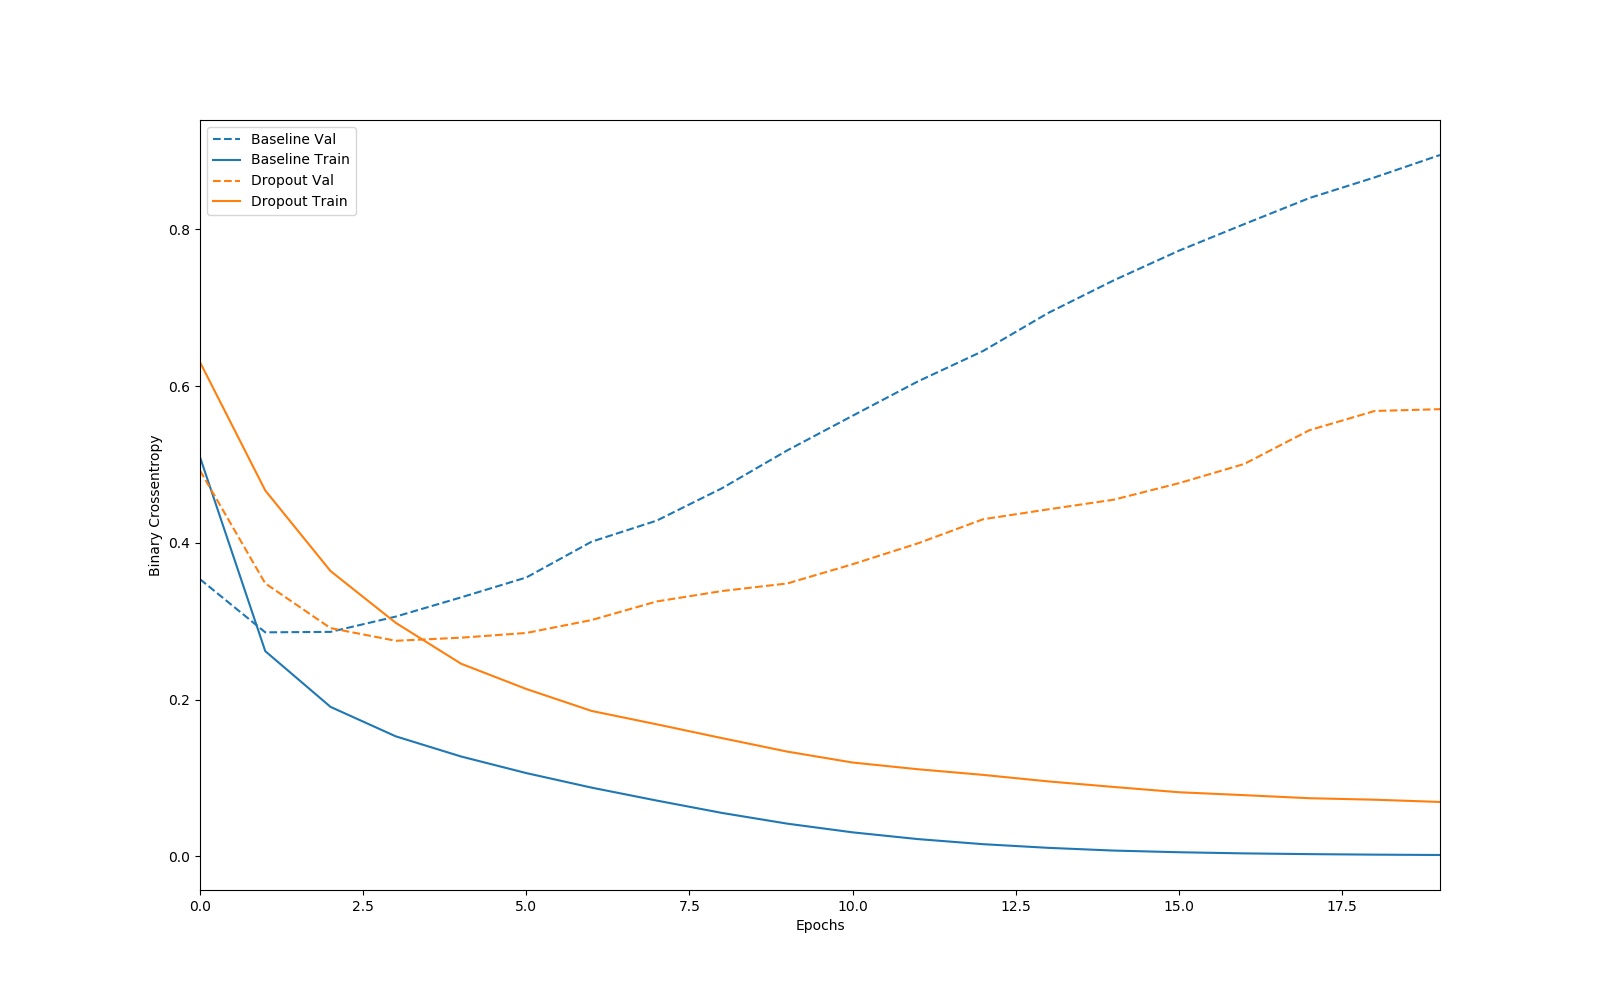 Baseline Val
Baseline Train
Dropout Val
Dropout Train
0.8
0.6
0.4
0.2
0.0
Binary Crossentropy
0.0 2.5 5.0 7.5 10.0 12.5 15.0 17.5
Epochs